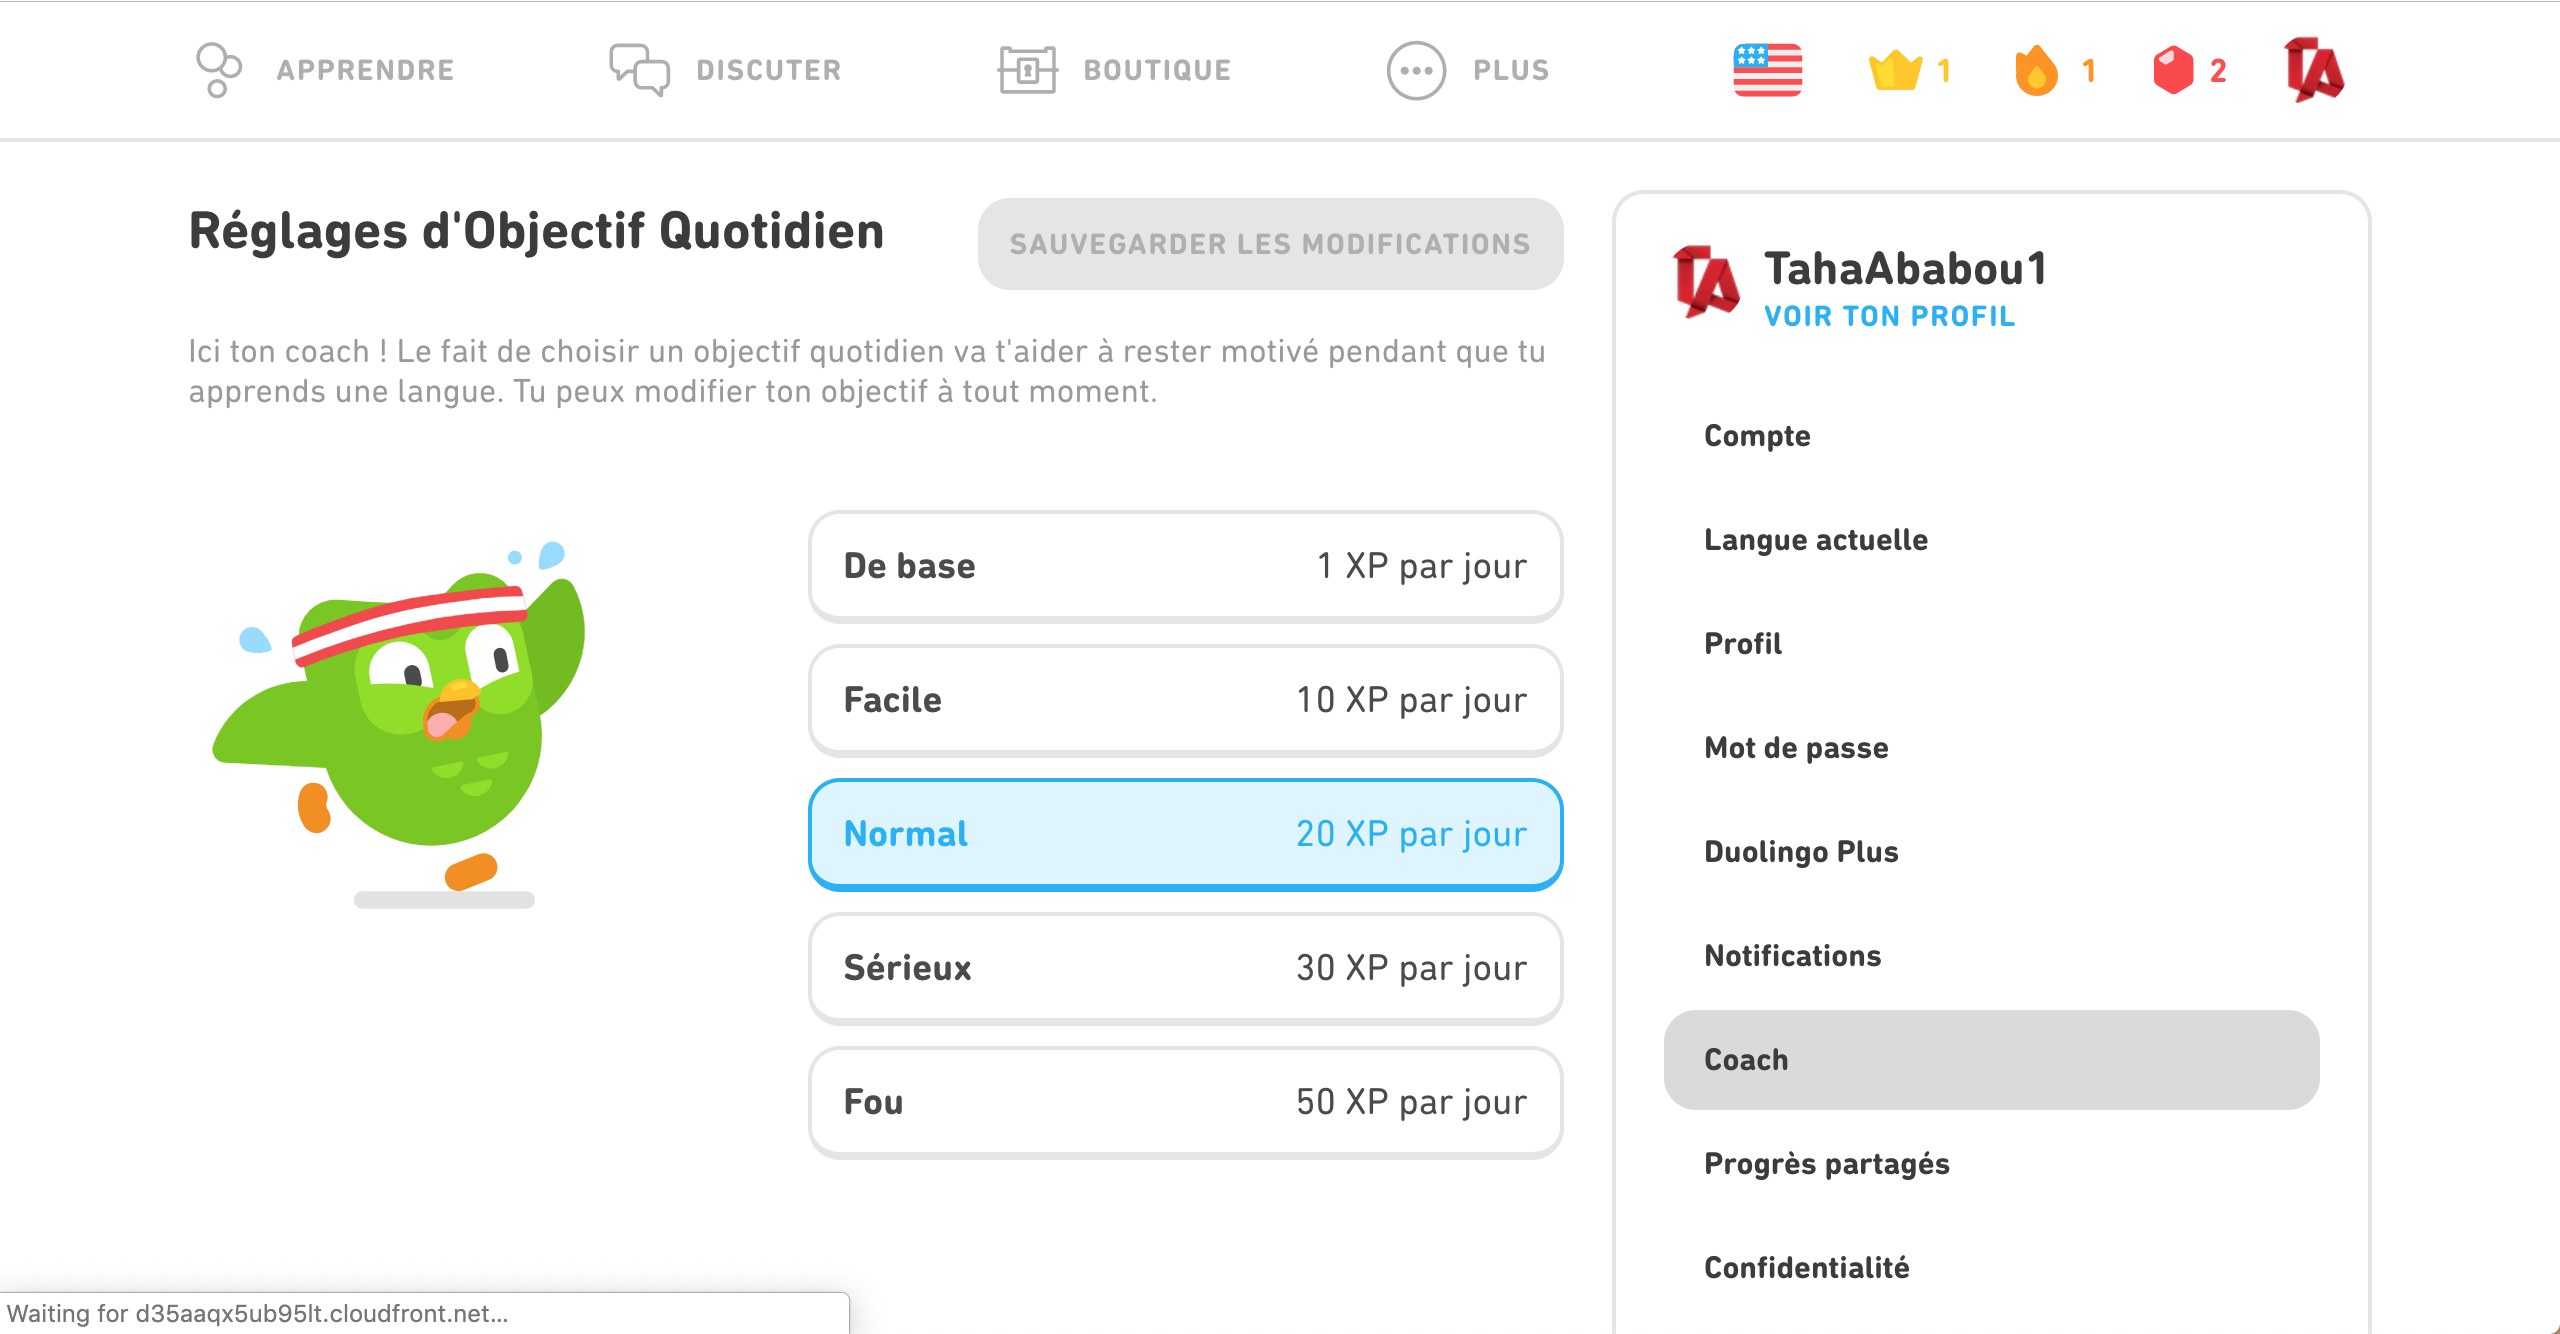 APPRENDRE
DISCUTER
BOUTIQUE
PLUS
1
1
2
TA
Réglages d'Objectif Quotidien
SAUVEGARDER LES MODIFICATIONS
Ici ton coach ! Le fait de choisir un objectif quotidien va t'aider à rester motivé pendant que tu
apprends une langue. Tu peux modifier ton objectif à tout moment.
De base 1 XP par jour
Facile 10 XP par jour
Normal 20 XP par jour
Sérieux 30 XP par jour
Fou 50 XP par jour
TA
TahaAbabou1
VOIR TON PROFIL
Compte
Langue actuelle
Profil
Mot de passe
Duolingo Plus
Notifications
Coach
Progrès partagés
Confidentialité
Waiting for d35aaqx5ub95lt.cloudfront.net...